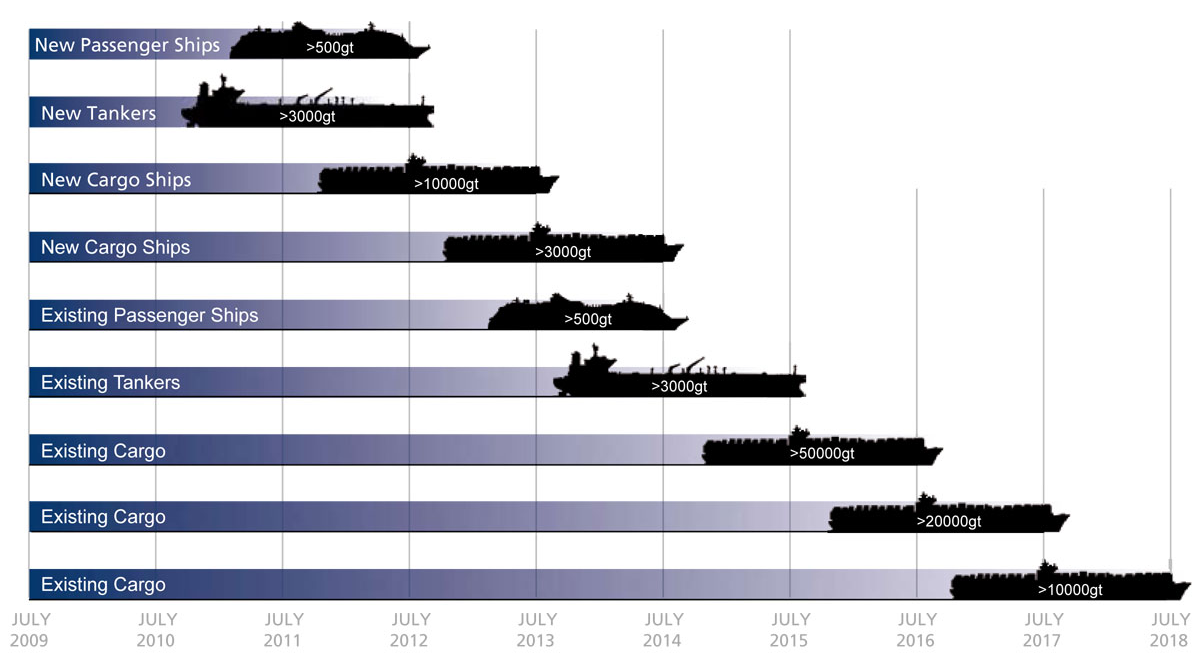 New Passenger Ships >500gt
New Tankers >3000gt
New Cargo Ships >10000gt
New Cargo Ships >3000gt
Existing Passenger Ships >500gt
Existing Tankers >3000gt
Existing Cargo >50000gt
Existing Cargo >20000gt
Existing Cargo >10000gt
JULY JULY JULY JULY JULY JULY JULY JULY JULY JULY
2009 2010 2011 2012 2013 2014 2015 2016 2017 2018